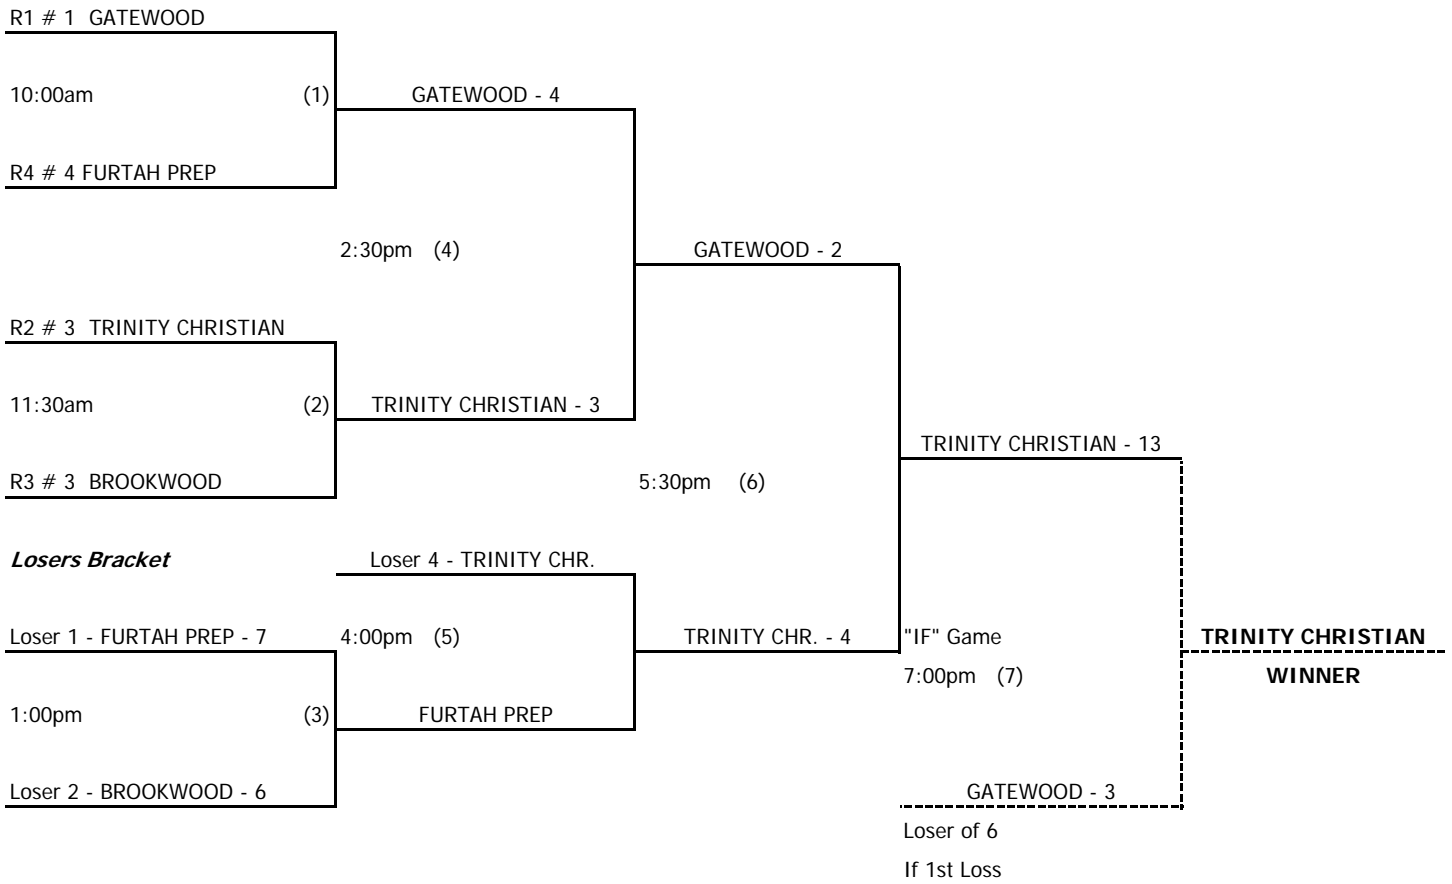 R1 # 1  GATEWOOD
10:00am (1) GATEWOOD - 4
R4 # 4 FURTAH PREP
2:30pm (4) GATEWOOD - 2
R2 # 3  TRINITY CHRISTIAN
11:30am (2) TRINITY CHRISTIAN - 3
TRINITY CHRISTIAN - 13
R3 # 3  BROOKWOOD 5:30pm (6)
Losers Bracket Loser 4 - TRINITY CHR.
Loser 1 - FURTAH PREP - 7 4:00pm (5) TRINITY CHR. - 4 "IF" Game TRINITY CHRISTIAN
7:00pm (7) WINNER
1:00pm (3) FURTAH PREP
Loser 2 - BROOKWOOD - 6 GATEWOOD - 3
Loser of 6
If 1st Loss